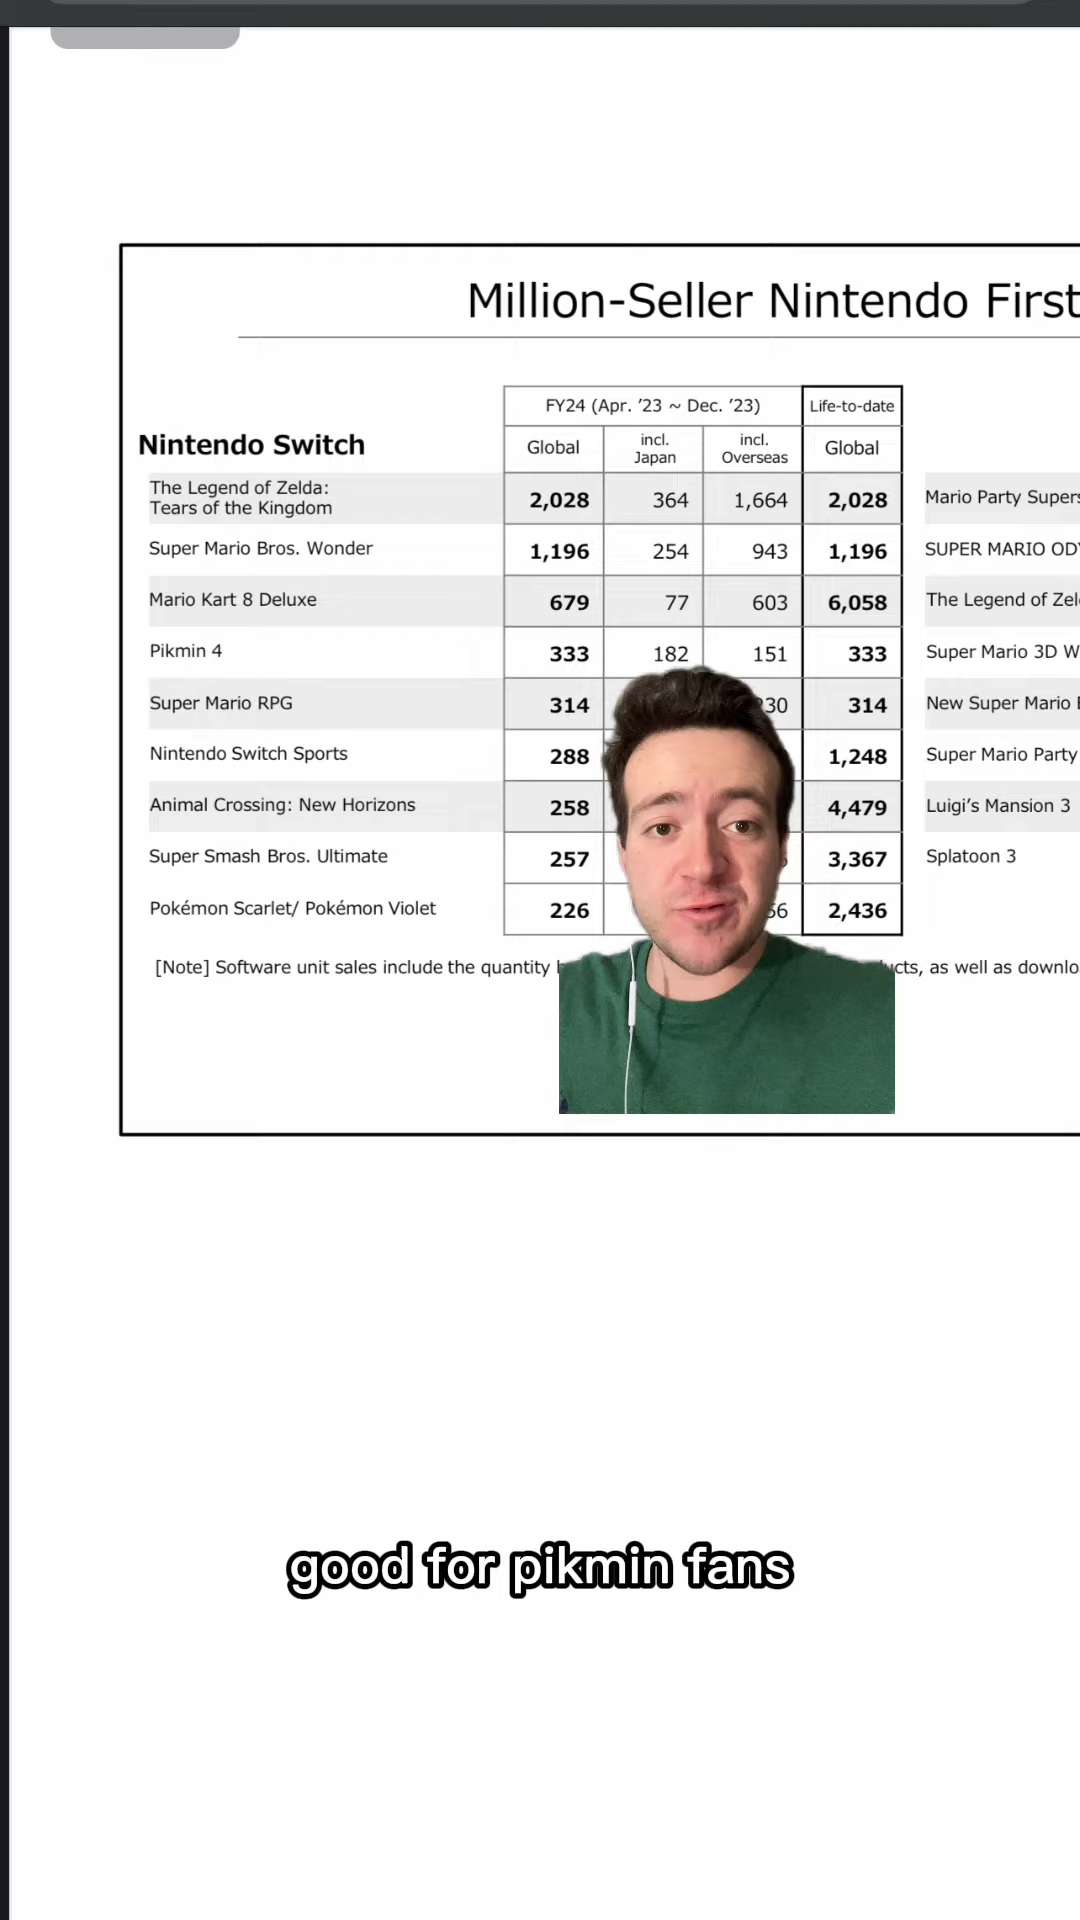 Million-Seller Nintendo First
FY24 (Apr. ’23 ~ Dec. ’23) Life-to-date
Nintendo Switch Global incl. Japan incl. Overseas Global
The Legend of Zelda:
Tears of the Kingdom 2,028 364 1,664 2,028 Mario Party
Super Mario Bros. Wonder 1,196 254 943 1,196 SUPER MARIO
Mario Kart 8 Deluxe 679 77 603 6,058 The Legend of
Pikmin 4 333 182 151 333 Super Mario 3D
Super Mario RPG 314 314 New Super Mario
Nintendo Switch Sports 288 1,248 Super Mario Party
Animal Crossing: New Horizons 258 4,479 Luigi’s Mansion 3
Super Smash Bros. Ultimate 257 3,367 Splatoon 3
Pokémon Scarlet/ Pokémon Violet 226 2,436
[Note] Software unit sales include the quantity as well as
good for pikmin fans